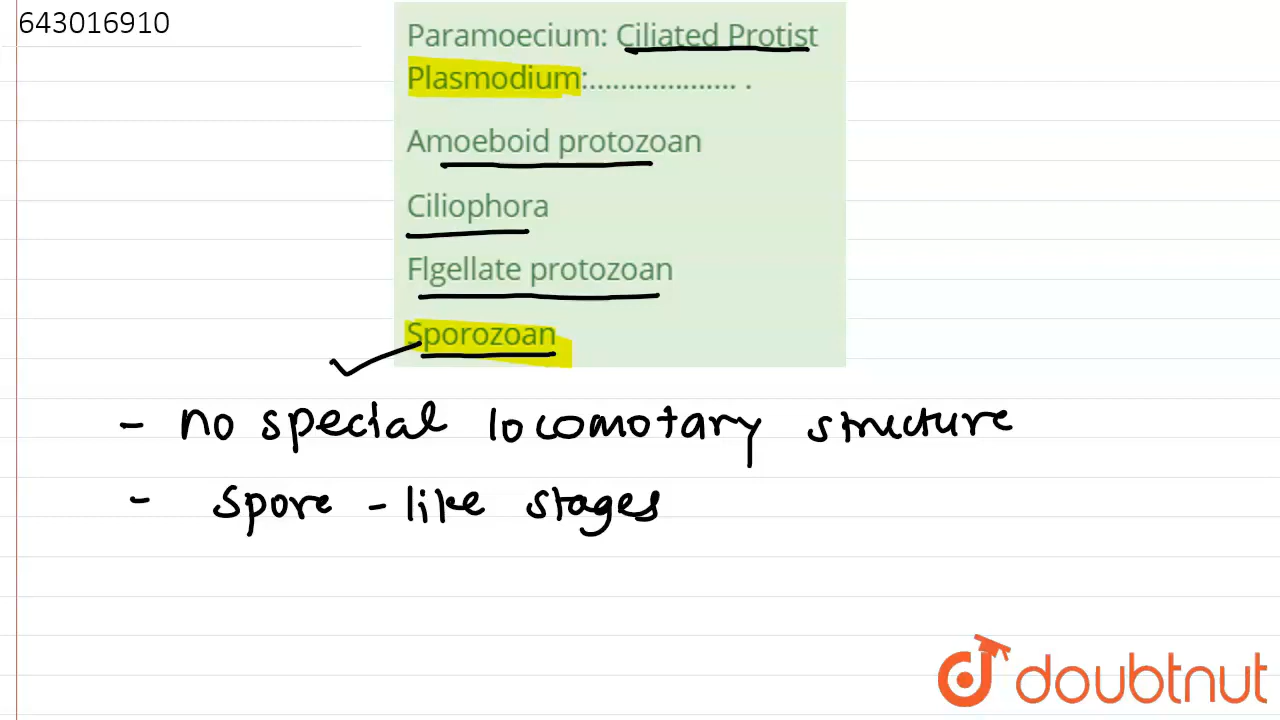 643016910
Paramoecium: Ciliated Protist
Plasmodium:................... .
Amoeboid protozoan
Ciliophora
Flgellate protozoan
Sporozoan
- no special locomotary structure
- spore - like stages
doubtnut